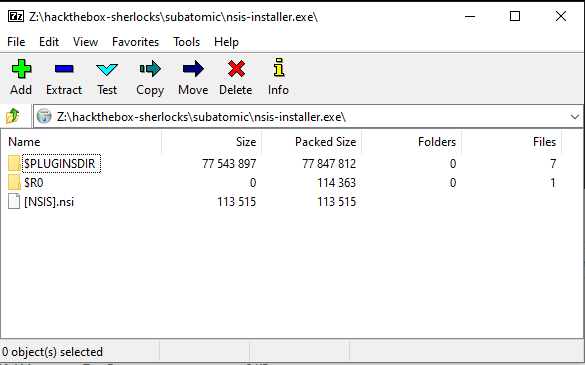 Z:\hackthebox-sherlocks\subatomic\nsis-installer.exe\
File Edit View Favorites Tools Help
Add Extract Test Copy Move Delete Info
Z:\hackthebox-sherlocks\subatomic\nsis-installer.exe\
Name Size Packed Size Folders Files
$PLUGINSDIR 77 543 897 77 847 812 0 7
$R0 0 114 363 0 1
[NSIS].nsi 113 515 113 515
0 object(s) selected